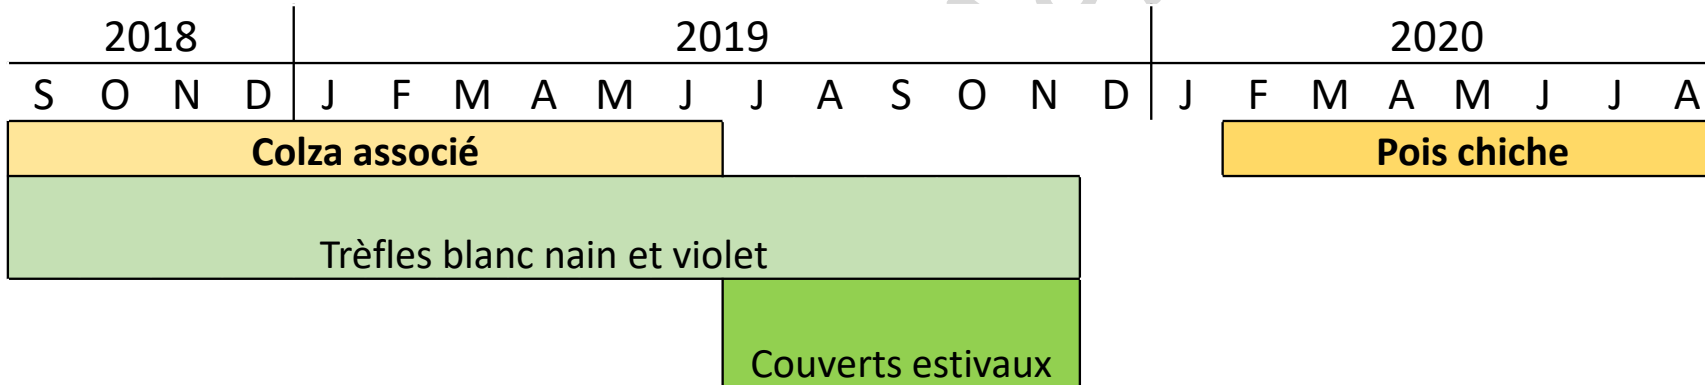 2018 2019 2020
S O N D J F M A M J J A S O N D J F M A M J J A
Colza associé Pois chiche
Trèfles blanc nain et violet
Couverts estivaux